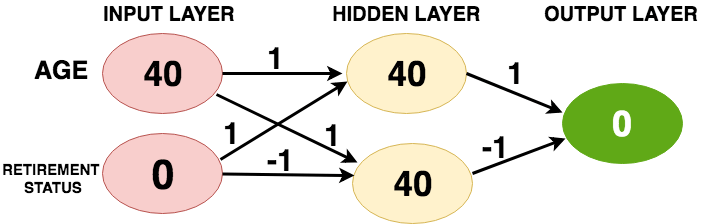 INPUT LAYER HIDDEN LAYER OUTPUT LAYER
AGE 40 1 40 1
0
1 1
RETIREMENT
STATUS 0 -1 40 -1